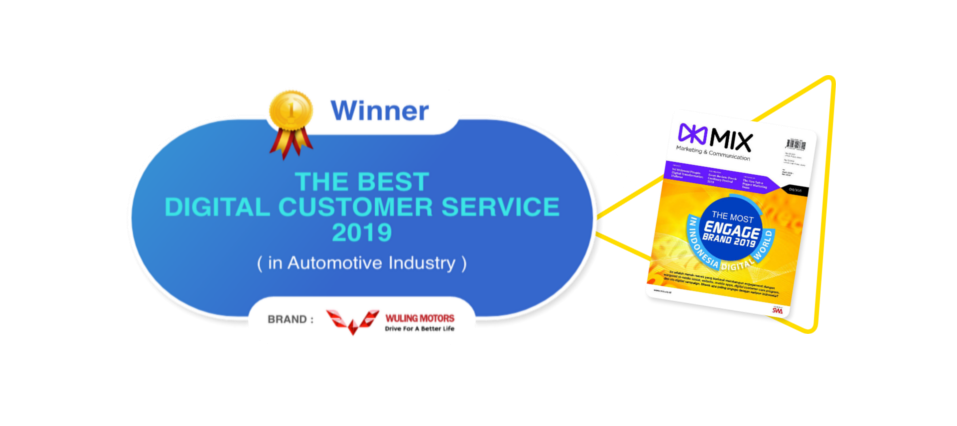 Winner
THE BEST
DIGITAL CUSTOMER SERVICE
2019
( in Automotive Industry )
BRAND :
WULING MOTORS
Drive For A Better Life
MIX
Marketing & Communication
THE MOST
ENGAGE
BRAND 2019
IN INDONESIA DIGITAL WORLD